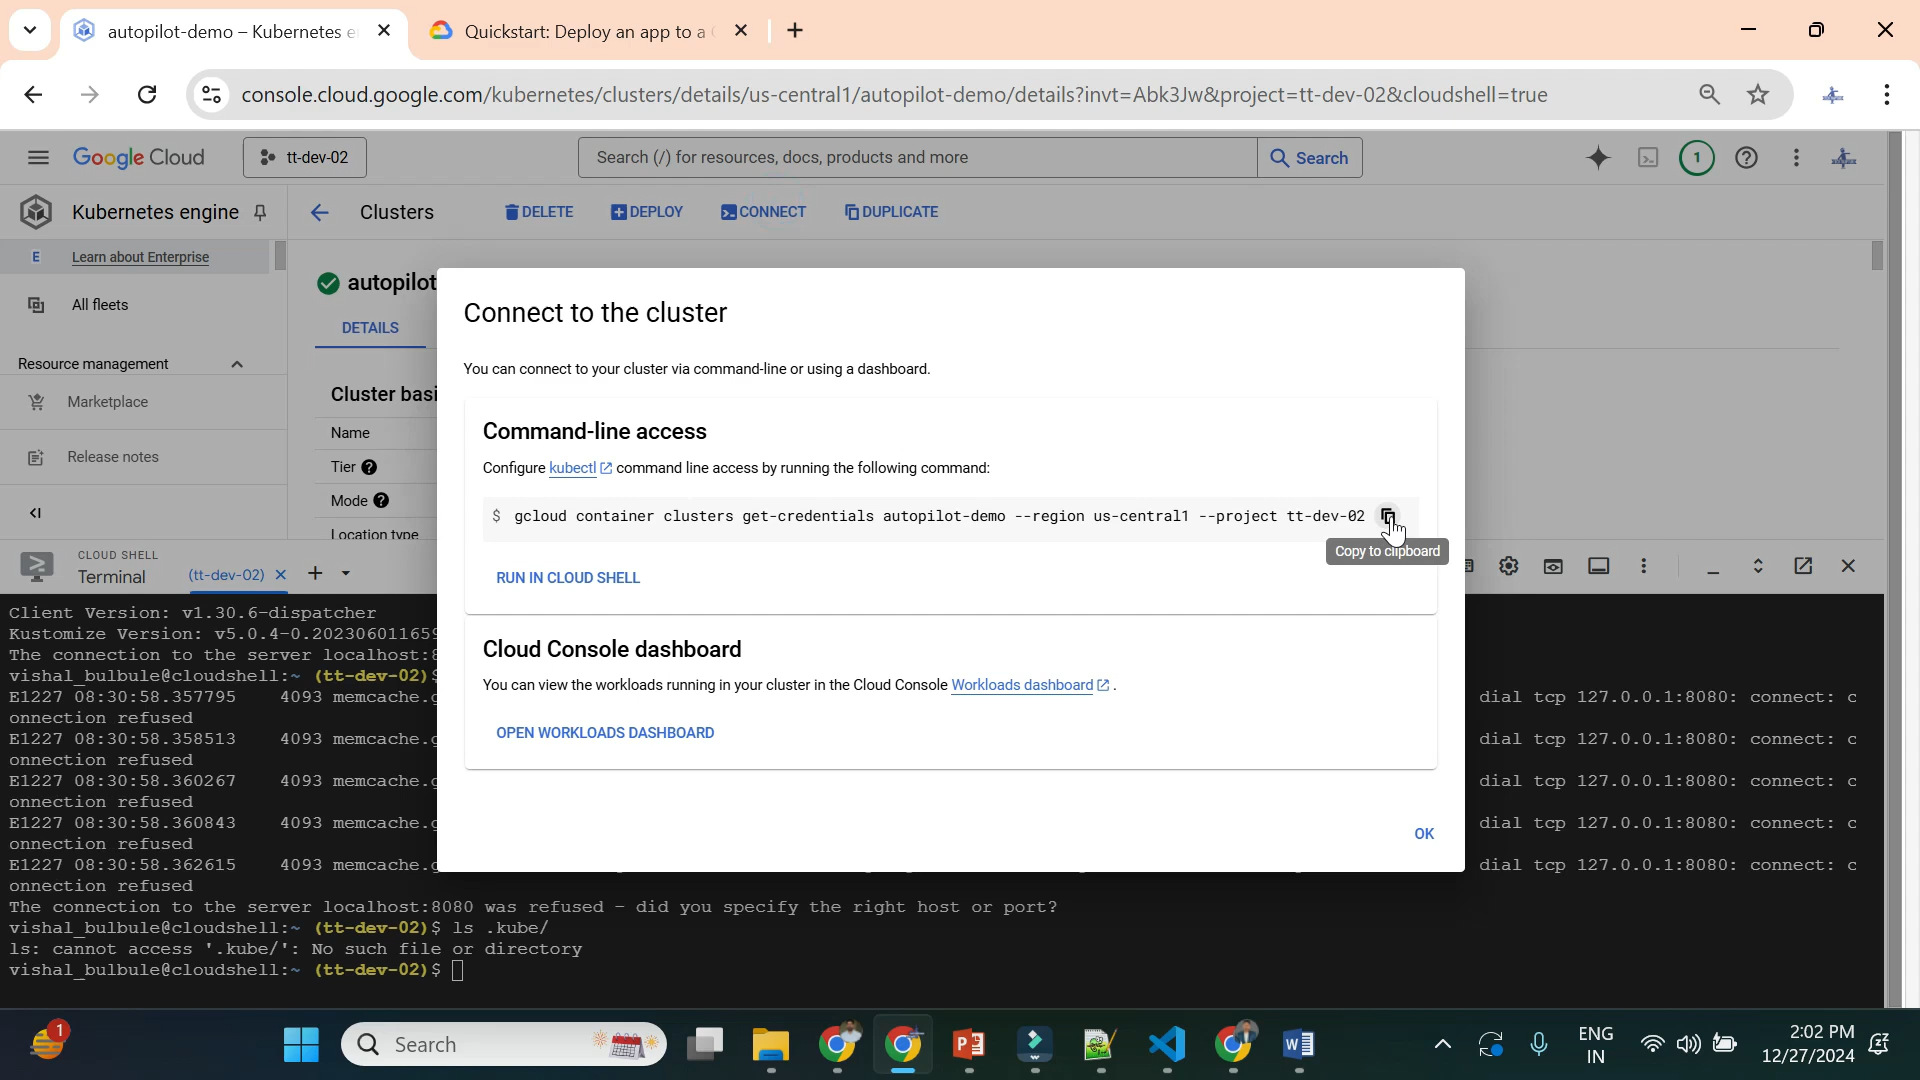 autopilot-demo – Kubernetes e
Quickstart: Deploy an app to a
console.cloud.google.com/kubernetes/clusters/details/us-central1/autopilot-demo/details?invt=Abk3Jw&project=tt-dev-02&cloudshell=true
Google Cloud
tt-dev-02
Search (/) for resources, docs, products and more
Search
1
Kubernetes engine
Clusters
DELETE
DEPLOY
CONNECT
DUPLICATE
E Learn about Enterprise
All fleets
Resource management
Marketplace
Release notes
autopilot
DETAILS
Cluster basi
Name
Tier
Mode
Location type
Connect to the cluster
You can connect to your cluster via command-line or using a dashboard.
Command-line access
Configure kubectl command line access by running the following command:
$ gcloud container clusters get-credentials autopilot-demo --region us-central1 --project tt-dev-02
Copy to clipboard
RUN IN CLOUD SHELL
Cloud Console dashboard
You can view the workloads running in your cluster in the Cloud Console Workloads dashboard .
OPEN WORKLOADS DASHBOARD
OK
CLOUD SHELL
Terminal
(tt-dev-02)
Client Version: v1.30.6-dispatcher
Kustomize Version: v5.0.4-0.202306011659
The connection to the server localhost:8
vishal_bulbule@cloudshell:~ (tt-dev-02)$
E1227 08:30:58.357795 4093 memcache.g dial tcp 127.0.0.1:8080: connect: c
onnection refused
E1227 08:30:58.358513 4093 memcache.g dial tcp 127.0.0.1:8080: connect: c
onnection refused
E1227 08:30:58.360267 4093 memcache.g dial tcp 127.0.0.1:8080: connect: c
onnection refused
E1227 08:30:58.360843 4093 memcache.g dial tcp 127.0.0.1:8080: connect: c
onnection refused
E1227 08:30:58.362615 4093 memcache.g dial tcp 127.0.0.1:8080: connect: c
onnection refused
The connection to the server localhost:8080 was refused - did you specify the right host or port?
vishal_bulbule@cloudshell:~ (tt-dev-02)$ ls .kube/
ls: cannot access '.kube/': No such file or directory
vishal_bulbule@cloudshell:~ (tt-dev-02)$
1
Search
ENG
IN
2:02 PM
12/27/2024